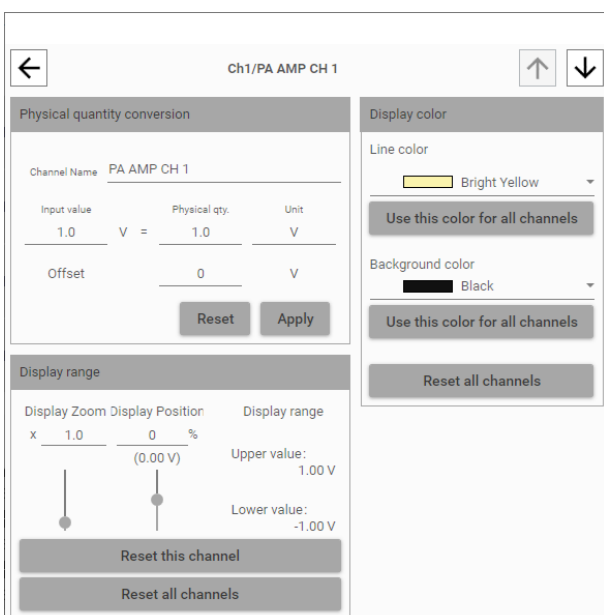 Ch1/PA AMP CH 1
Physical quantity conversion
Channel Name PA AMP CH 1
Input value Physical qty. Unit
1.0 V = 1.0 V
Offset 0 V
Reset Apply
Display range
Display Zoom Display Position Display range
x 1.0 0 %
(0.00 V)
Upper value:
1.00 V
Lower value:
-1.00 V
Reset this channel
Reset all channels
Display color
Line color
Bright Yellow
Use this color for all channels
Background color
Black
Use this color for all channels
Reset all channels